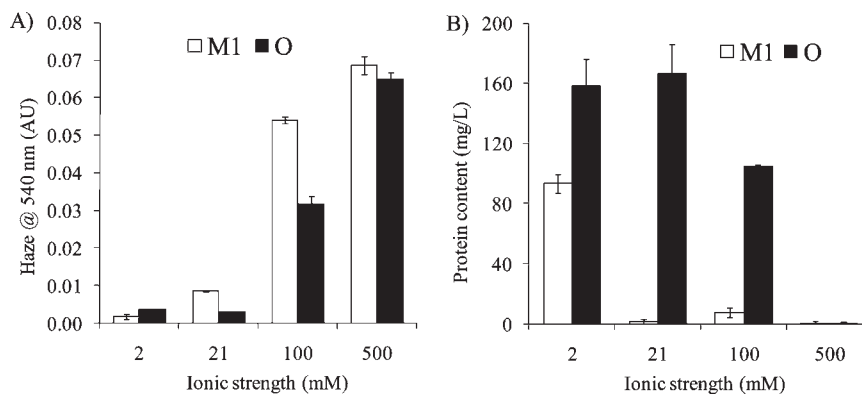 A)
M1 O
Haze @ 540 nm (AU)
0.08
0.07
0.06
0.05
0.04
0.03
0.02
0.01
0.00
2 21 100 500
Ionic strength (mM)
B)
M1 O
Protein content (mg/L)
200
160
120
80
40
0
2 21 100 500
Ionic strength (mM)